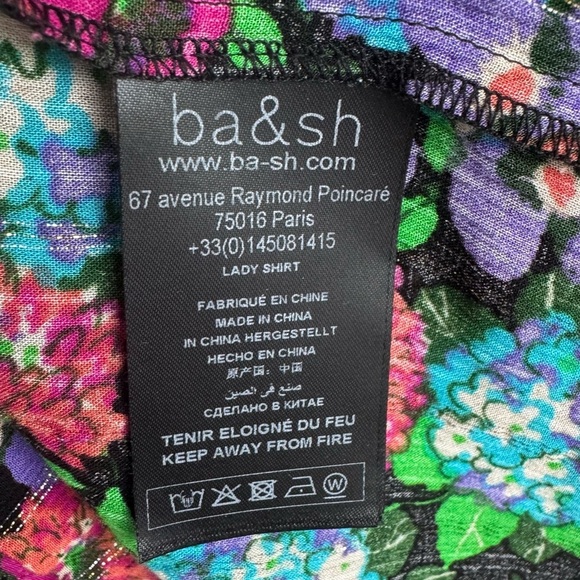 ba&sh
www.ba-sh.com
67 avenue Raymond Poincaré
75016 Paris
+33(0)145081415
LADY SHIRT
FABRIQUÉ EN CHINE
MADE IN CHINA
IN CHINA HERGESTELLT
HECHO EN CHINA
原产国：中国
صنع في الصين
СДЕЛАНО В КИТАЕ
TENIR ELOIGNÉ DU FEU
KEEP AWAY FROM FIRE
W